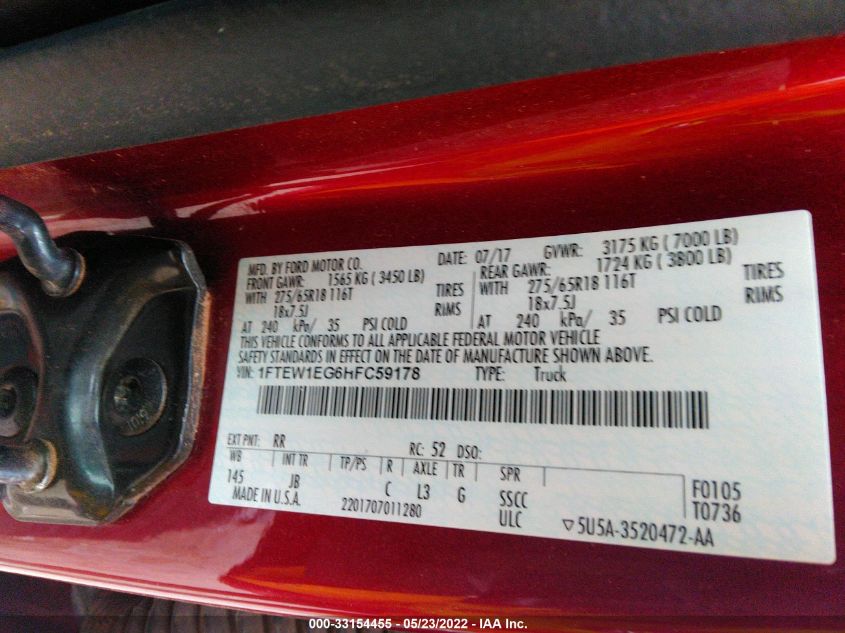 MFD. BY FORD MOTOR CO. DATE: 07/17 GVWR: 3175 KG ( 7000 LB)
FRONT GAWR: 1565 KG ( 3450 LB) REAR GAWR: 1724 KG ( 3800 LB)
WITH 275/65R18 116T TIRES WITH 275/65R18 116T TIRES
18x7.5J RIMS 18x7.5J RIMS
AT 240 kPa/ 35 PSI COLD AT 240 kPa/ 35 PSI COLD
THIS VEHICLE CONFORMS TO ALL APPLICABLE FEDERAL MOTOR VEHICLE
SAFETY STANDARDS IN EFFECT ON THE DATE OF MANUFACTURE SHOWN ABOVE.
VIN: 1FTEW1EG6HFC59178 TYPE: Truck
EXT PNT: RR RC: 52 DSO:
WB INT TR TP/PS R AXLE TR SPR
145 JB C L3 G SSCC F0105
MADE IN U.S.A. 2201707011280 ULC T0736
▽5U5A-3520472-AA
1019
000-33154455 - 05/23/2022 - IAA Inc.